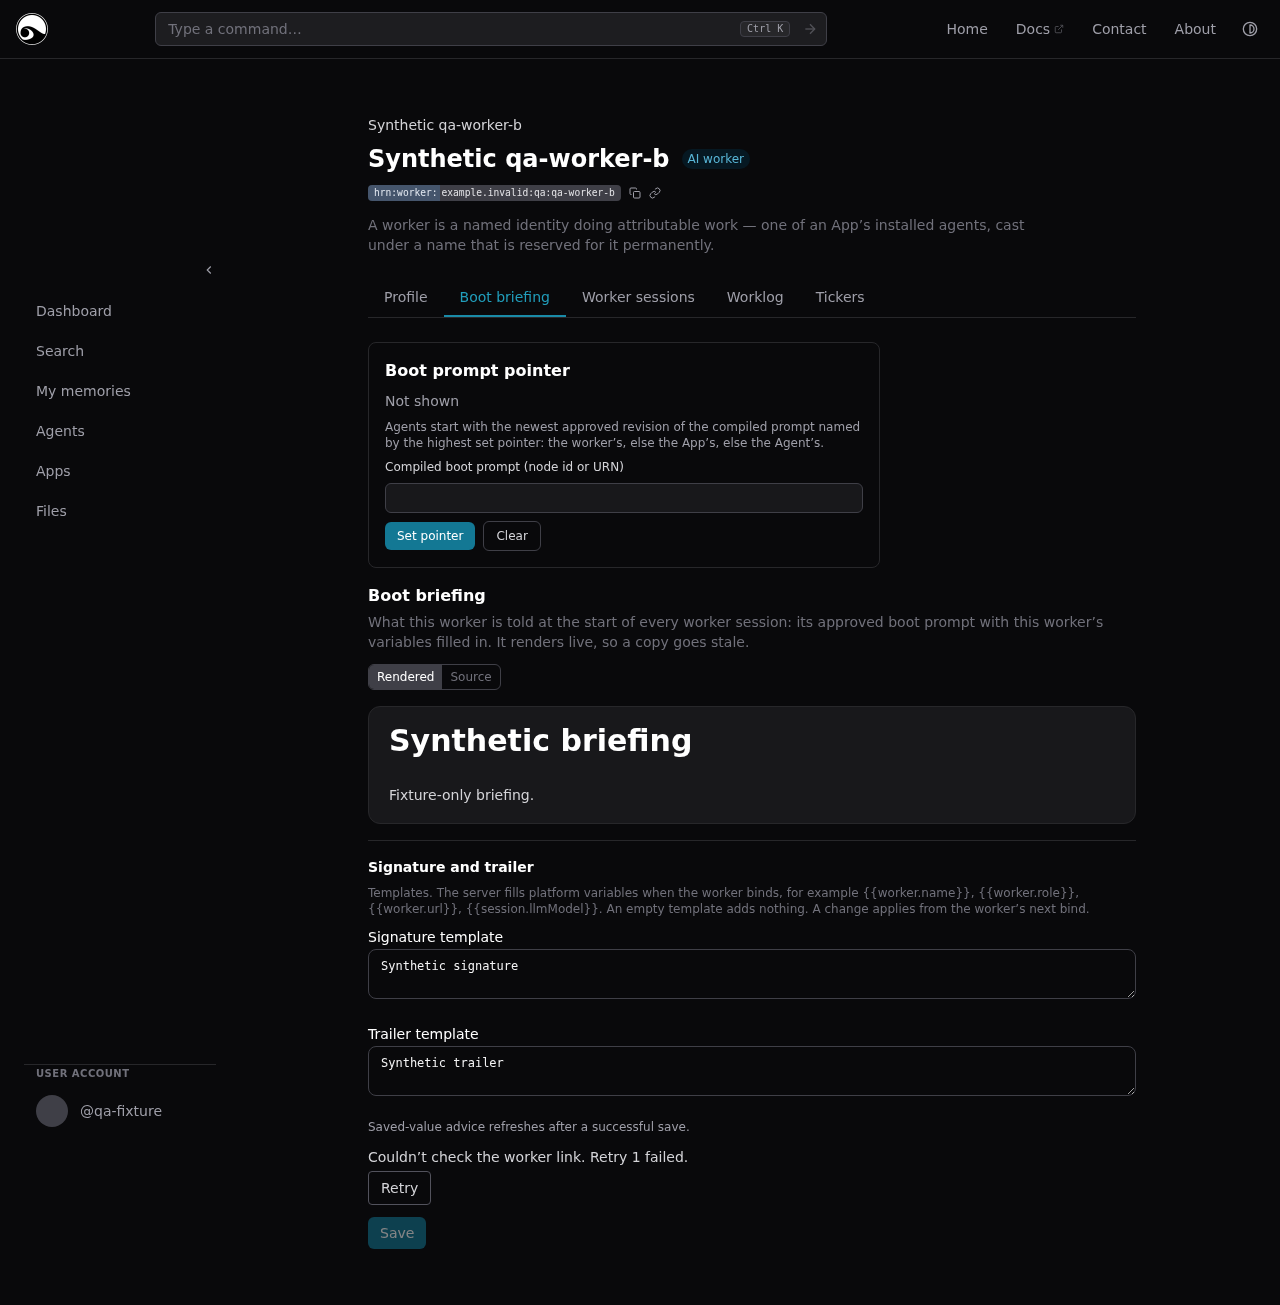 Type a command...
Ctrl K
Home
Docs
Contact
About
Synthetic qa-worker-b
Synthetic qa-worker-b
AI worker
hrn:worker: example.invalid:qa:qa-worker-b
A worker is a named identity doing attributable work — one of an App’s installed agents, cast
under a name that is reserved for it permanently.
Dashboard
Search
My memories
Agents
Apps
Files
Profile
Boot briefing
Worker sessions
Worklog
Tickers
Boot prompt pointer
Not shown
Agents start with the newest approved revision of the compiled prompt named
by the highest set pointer: the worker’s, else the App’s, else the Agent’s.
Compiled boot prompt (node id or URN)
Set pointer
Clear
Boot briefing
What this worker is told at the start of every worker session: its approved boot prompt with this worker’s
variables filled in. It renders live, so a copy goes stale.
Rendered
Source
Synthetic briefing
Fixture-only briefing.
Signature and trailer
Templates. The server fills platform variables when the worker binds, for example {{worker.name}}, {{worker.role}},
{{worker.url}}, {{session.llmModel}}. An empty template adds nothing. A change applies from the worker’s next bind.
Signature template
Synthetic signature
Trailer template
Synthetic trailer
Saved-value advice refreshes after a successful save.
Couldn’t check the worker link. Retry 1 failed.
Retry
Save
USER ACCOUNT
@qa-fixture